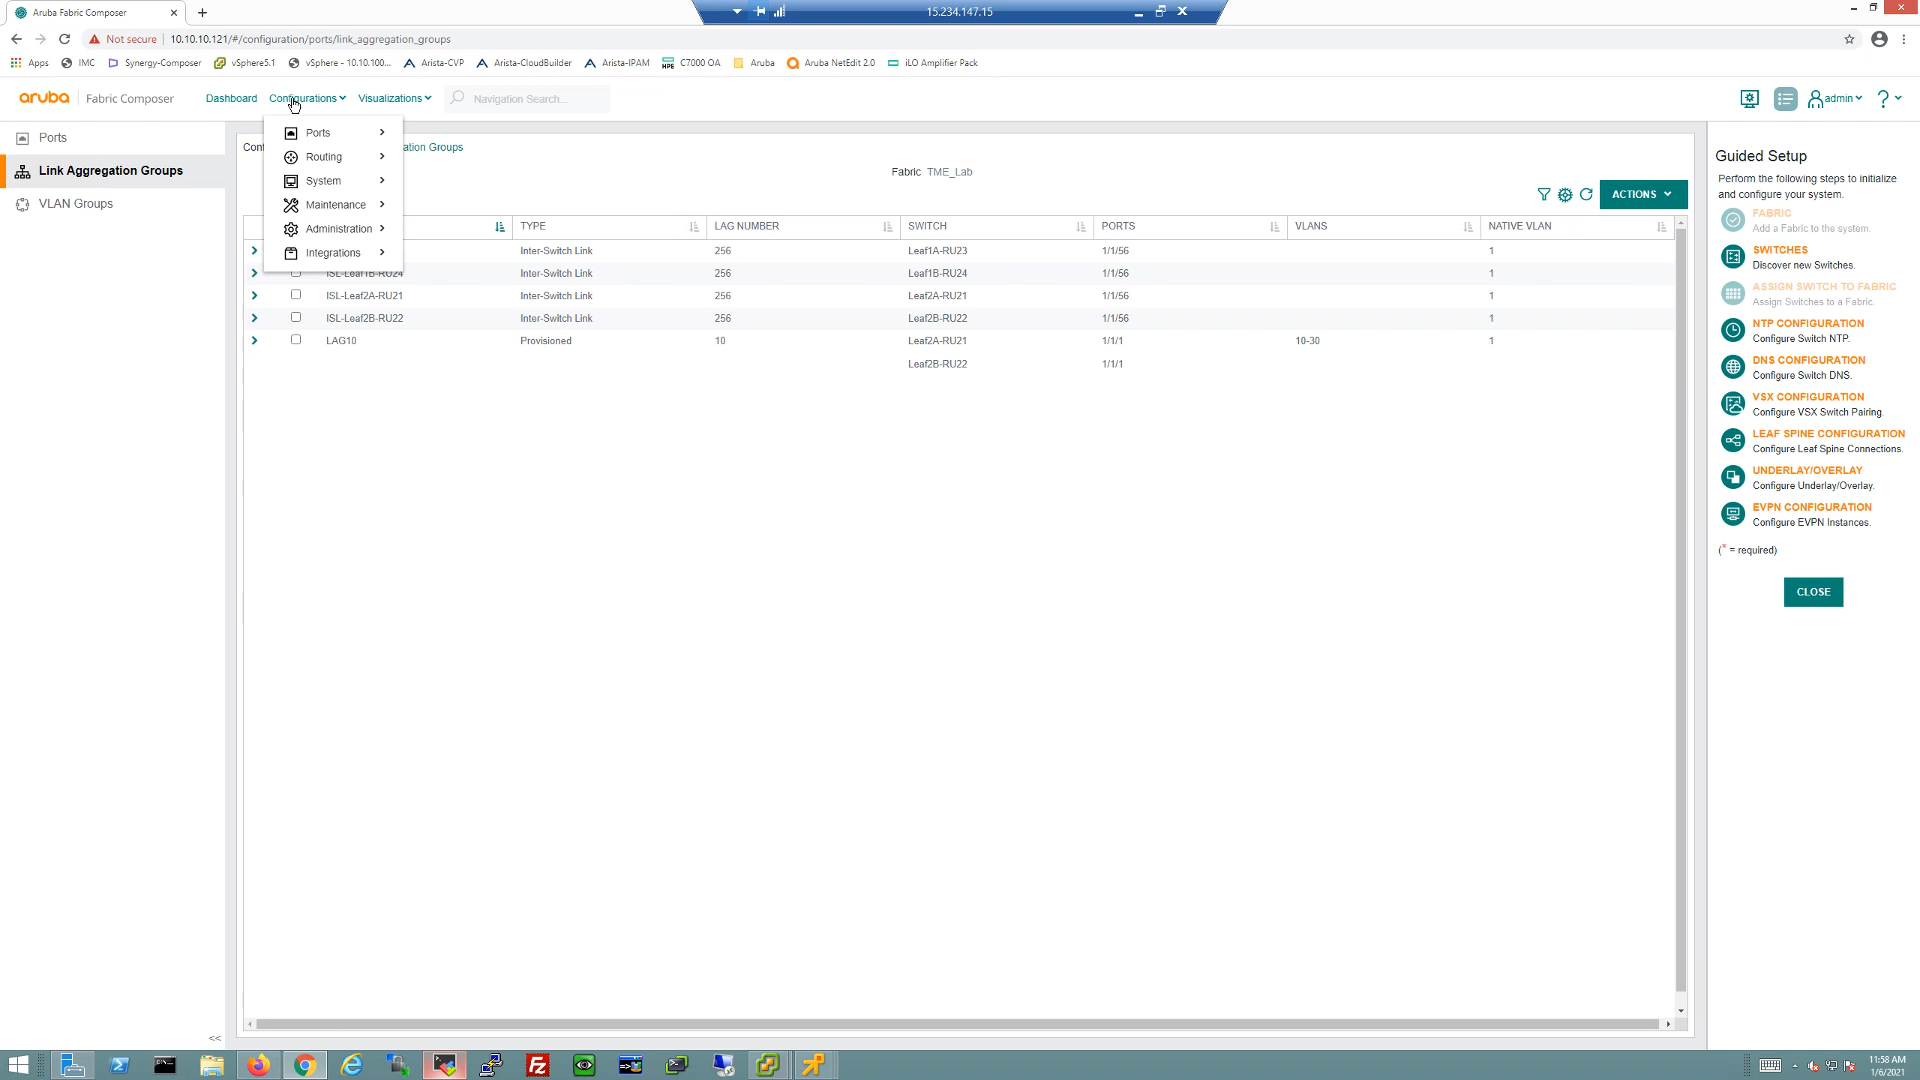 Aruba Fabric Composer
15.234.147.15
Not secure 10.10.10.121/#/configuration/ports/link_aggregation_groups
Apps IMC Synergy-Composer vSphere5.1 vSphere - 10.10.100... Arista-CVP Arista-CloudBuilder Arista-IPAM C7000 OA Aruba Aruba NetEdit 2.0 iLO Amplifier Pack
aruba Fabric Composer Dashboard Configurations Visualizations Navigation Search... admin ?
Ports
Link Aggregation Groups
VLAN Groups
Ports
Routing
System
Maintenance
Administration
Integrations
Conf
ation Groups
Fabric TME_Lab
ACTIONS
TYPE LAG NUMBER SWITCH PORTS VLANS NATIVE VLAN
Inter-Switch Link 256 Leaf1A-RU23 1/1/56 1
ISL-Leaf1B-RU24 Inter-Switch Link 256 Leaf1B-RU24 1/1/56 1
ISL-Leaf2A-RU21 Inter-Switch Link 256 Leaf2A-RU21 1/1/56 1
ISL-Leaf2B-RU22 Inter-Switch Link 256 Leaf2B-RU22 1/1/56 1
LAG10 Provisioned 10 Leaf2A-RU21 1/1/1 10-30 1
Leaf2B-RU22 1/1/1
Guided Setup
Perform the following steps to initialize
and configure your system.
FABRIC
Add a Fabric to the system.
SWITCHES
Discover new Switches.
ASSIGN SWITCH TO FABRIC
Assign Switches to a Fabric.
NTP CONFIGURATION
Configure Switch NTP.
DNS CONFIGURATION
Configure Switch DNS.
VSX CONFIGURATION
Configure VSX Switch Pairing.
LEAF SPINE CONFIGURATION
Configure Leaf Spine Connections.
UNDERLAY/OVERLAY
Configure Underlay/Overlay.
EVPN CONFIGURATION
Configure EVPN Instances.
(* = required)
CLOSE
<<
11:58 AM
1/6/2021